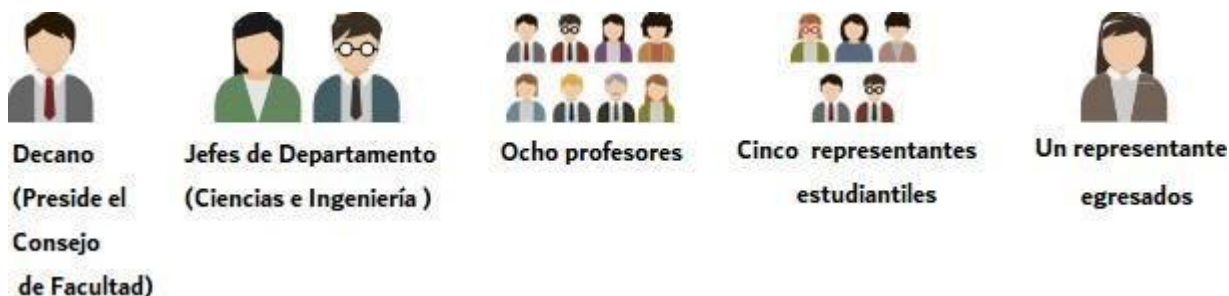 Decano
(Preside el
Consejo
de Facultad)
Jefes de Departamento
(Ciencias e Ingeniería )
Ocho profesores
Cinco representantes
estudiantiles
Un representante
egresados